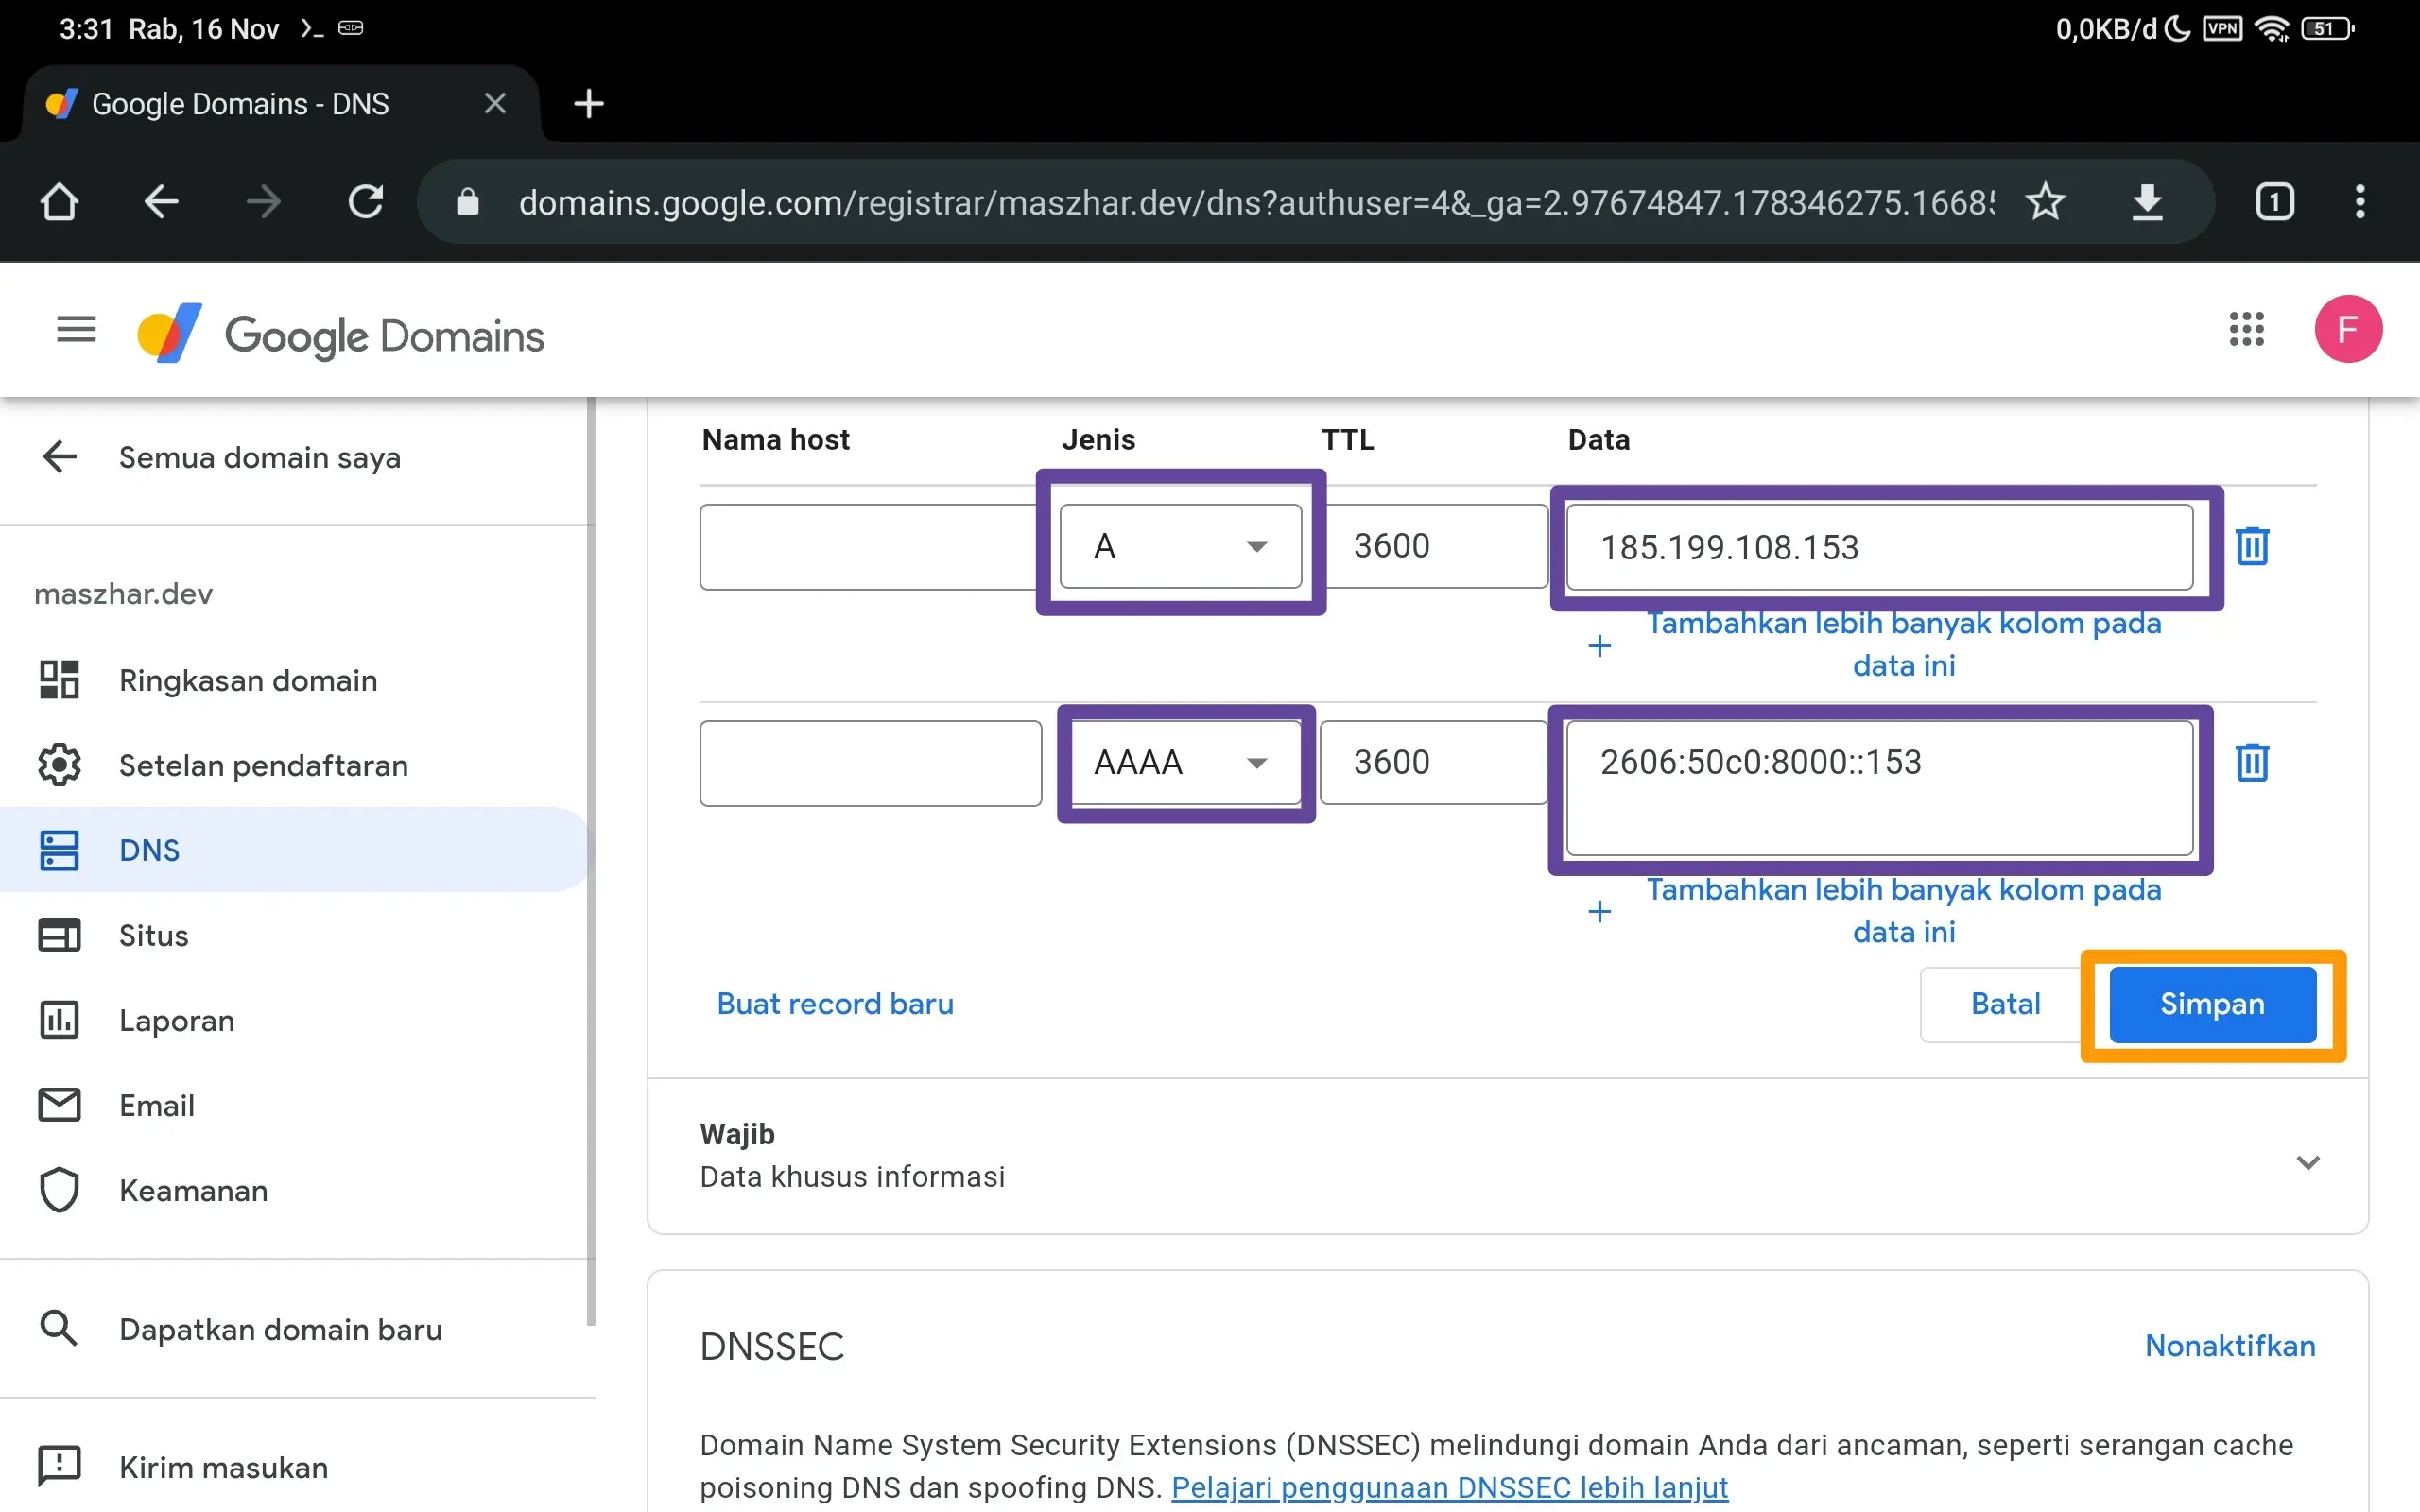 3:31 Rab, 16 Nov
0,0KB/d VPN 51
Google Domains - DNS
domains.google.com/registrar/maszhar.dev/dns?authuser=4&_ga=2.97674847.178346275.1668
1
Google Domains
F
Semua domain saya
maszhar.dev
Ringkasan domain
Setelan pendaftaran
DNS
Situs
Laporan
Email
Keamanan
Dapatkan domain baru
Kirim masukan
Nama host Jenis TTL Data
A 3600 185.199.108.153
Tambahkan lebih banyak kolom pada
data ini
AAAA 3600 2606:50c0:8000::153
Tambahkan lebih banyak kolom pada
data ini
Buat record baru Batal Simpan
Wajib
Data khusus informasi
DNSSEC Nonaktifkan
Domain Name System Security Extensions (DNSSEC) melindungi domain Anda dari ancaman, seperti serangan cache
poisoning DNS dan spoofing DNS. Pelajari penggunaan DNSSEC lebih lanjut